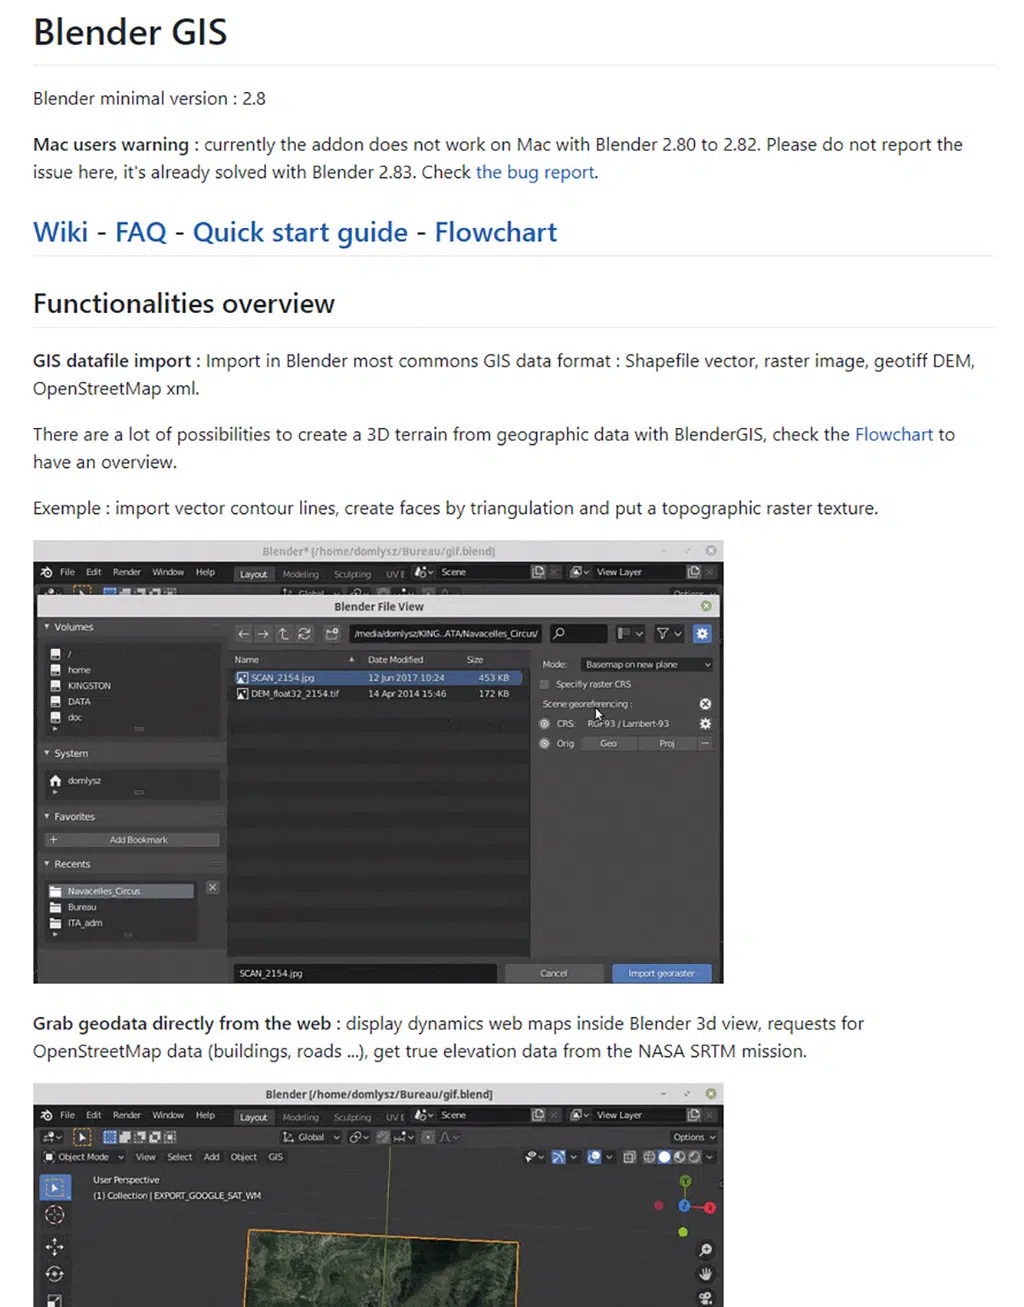 Blender GIS
Blender minimal version : 2.8
Mac users warning : currently the addon does not work on Mac with Blender 2.80 to 2.82. Please do not report the
issue here, it's already solved with Blender 2.83. Check the bug report.
Wiki - FAQ - Quick start guide - Flowchart
Functionalities overview
GIS datafile import : Import in Blender most commons GIS data format : Shapefile vector, raster image, geotiff DEM,
OpenStreetMap xml.
There are a lot of possibilities to create a 3D terrain from geographic data with BlenderGIS, check the Flowchart to
have an overview.
Exemple : import vector contour lines, create faces by triangulation and put a topographic raster texture.
Blender* [/home/domlysz/Bureau/gif.blend]
File Edit Render Window Help Layout Modeling Sculpting UV E Scene View Layer
Global Options
Blender File View
Volumes
/media/domlysz/KING...ATA/Navacelles_Circus/
/
home
KINGSTON
DATA
doc
Name Date Modified Size
SCAN_2154.jpg 12 Jun 2017 10:24 453 KB
DEM_float32_2154.tif 14 Apr 2014 15:46 172 KB
Mode: Basemap on new plane
Specifiy raster CRS
Scene georeferencing :
CRS: RGF93 / Lambert-93
Orig Geo Proj
System
domlysz
Favorites
Add Bookmark
Recents
Navacelles_Circus
Bureau
ITA_adm
SCAN_2154.jpg Cancel Import georaster
Grab geodata directly from the web : display dynamics web maps inside Blender 3d view, requests for
OpenStreetMap data (buildings, roads ...), get true elevation data from the NASA SRTM mission.
Blender [/home/domlysz/Bureau/gif.blend]
File Edit Render Window Help Layout Modeling Sculpting UV E Scene View Layer
Global Options
Object Mode View Select Add Object GIS
User Perspective
(1) Collection | EXPORT_GOOGLE_SAT_WM
Y
Z X